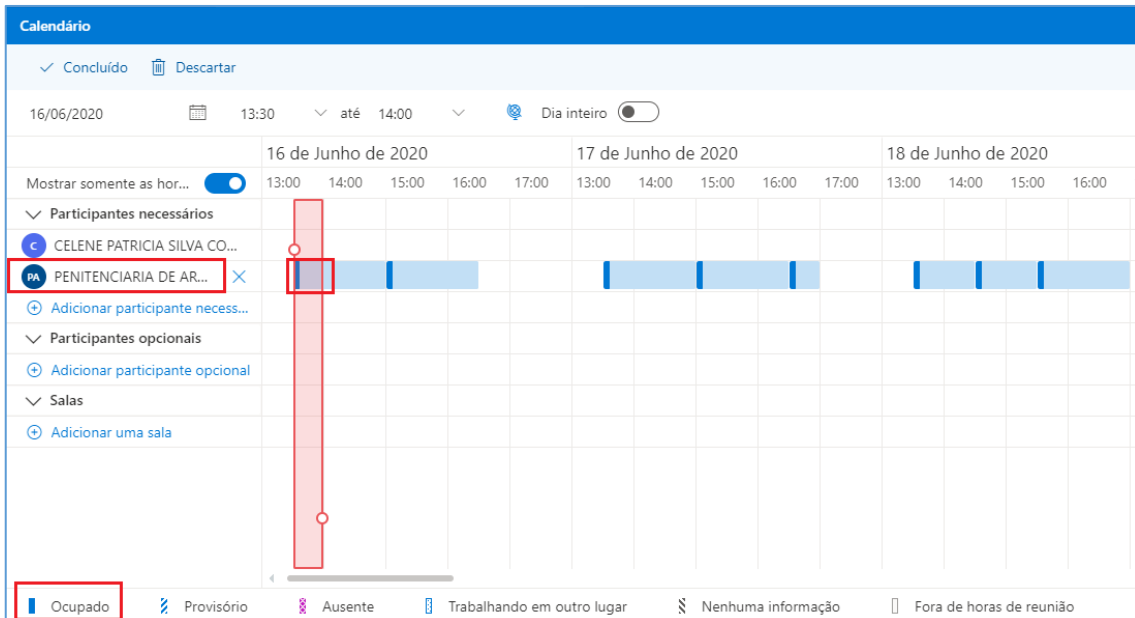 Calendário
Concluído Descartar
16/06/2020 13:30 até 14:00 Dia inteiro
16 de Junho de 2020 17 de Junho de 2020 18 de Junho de 2020
Mostrar somente as hor... 13:00 14:00 15:00 16:00 17:00 13:00 14:00 15:00 16:00 17:00 13:00 14:00 15:00 16:00
Participantes necessários
C CELENE PATRICIA SILVA CO...
PA PENITENCIARIA DE AR...
Adicionar participante necess...
Participantes opcionais
Adicionar participante opcional
Salas
Adicionar uma sala
Ocupado Provisório Ausente Trabalhando em outro lugar Nenhuma informação Fora de horas de reunião